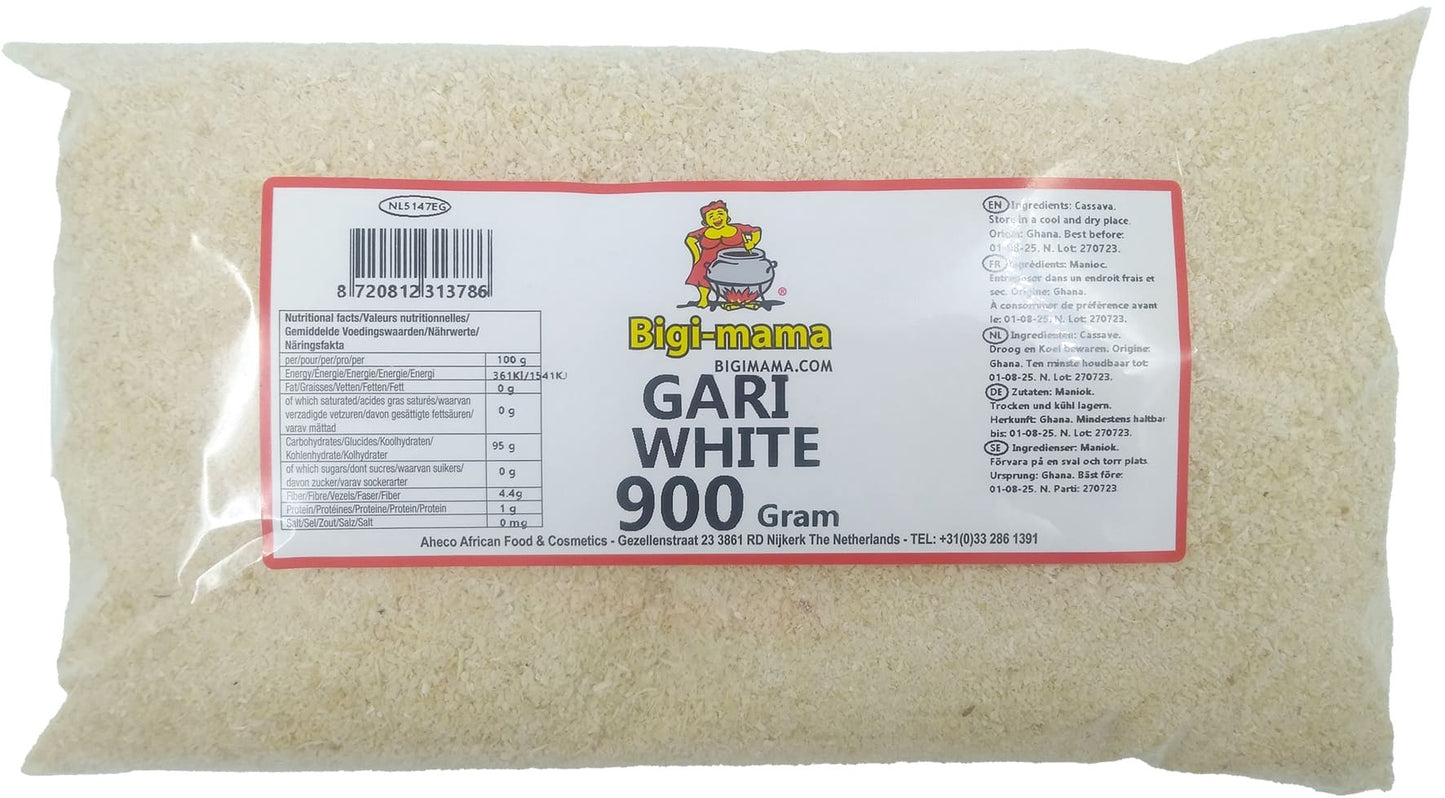 NL5147EG
8 720812 313786
Nutritional facts/Valeurs nutritionnelles/
Gemiddelde Voedingswaarden/Nährwerte/
Näringsfakta
per/pour/per/pro/per 100 g
Energy/Énergie/Energie/Energie/Energi 361KJ/1541KJ
Fat/Graisses/Vetten/Fetten/Fett 0 g
of which saturated/acides gras saturés/waarvan
verzadigde vetzuren/davon gesättigte fettsäuren/ 0 g
varav mättad
Carbohydrates/Glucides/Koolhydraten/ 95 g
Kohlenhydrate/Kolhydrater
of which sugars/dont sucres/waarvan suikers/ 0 g
davon zucker/varav sockerarter
Fiber/Fibre/Vezels/Faser/Fiber 4.4g
Protein/Protéines/Proteine/Protein/Protein 1 g
Salt/Sel/Zout/Salz/Salt 0 mg
®
Bigi-mama
BIGIMAMA.COM
GARI
WHITE
900 Gram
EN Ingredients: Cassava.
Store in a cool and dry place.
Origin: Ghana. Best before:
01-08-25. N. Lot: 270723.
FR Ingrédients: Manioc.
Entreposer dans un endroit frais et
sec. Origine: Ghana.
À consommer de préférence avant
le: 01-08-25. N. Lot: 270723.
NL Ingredienten: Cassave.
Droog en Koel bewaren. Origine:
Ghana. Ten minste houdbaar tot:
01-08-25. N. Lot: 270723.
DE Zutaten: Maniok.
Trocken und kühl lagern.
Herkunft: Ghana. Mindestens haltbar
bis: 01-08-25. N. Lot: 270723.
SE Ingredienser: Maniok.
Förvara på en sval och torr plats.
Ursprung: Ghana. Bäst före:
01-08-25. N. Parti: 270723
Aheco African Food & Cosmetics - Gezellenstraat 23 3861 RD Nijkerk The Netherlands - TEL: +31(0)33 286 1391